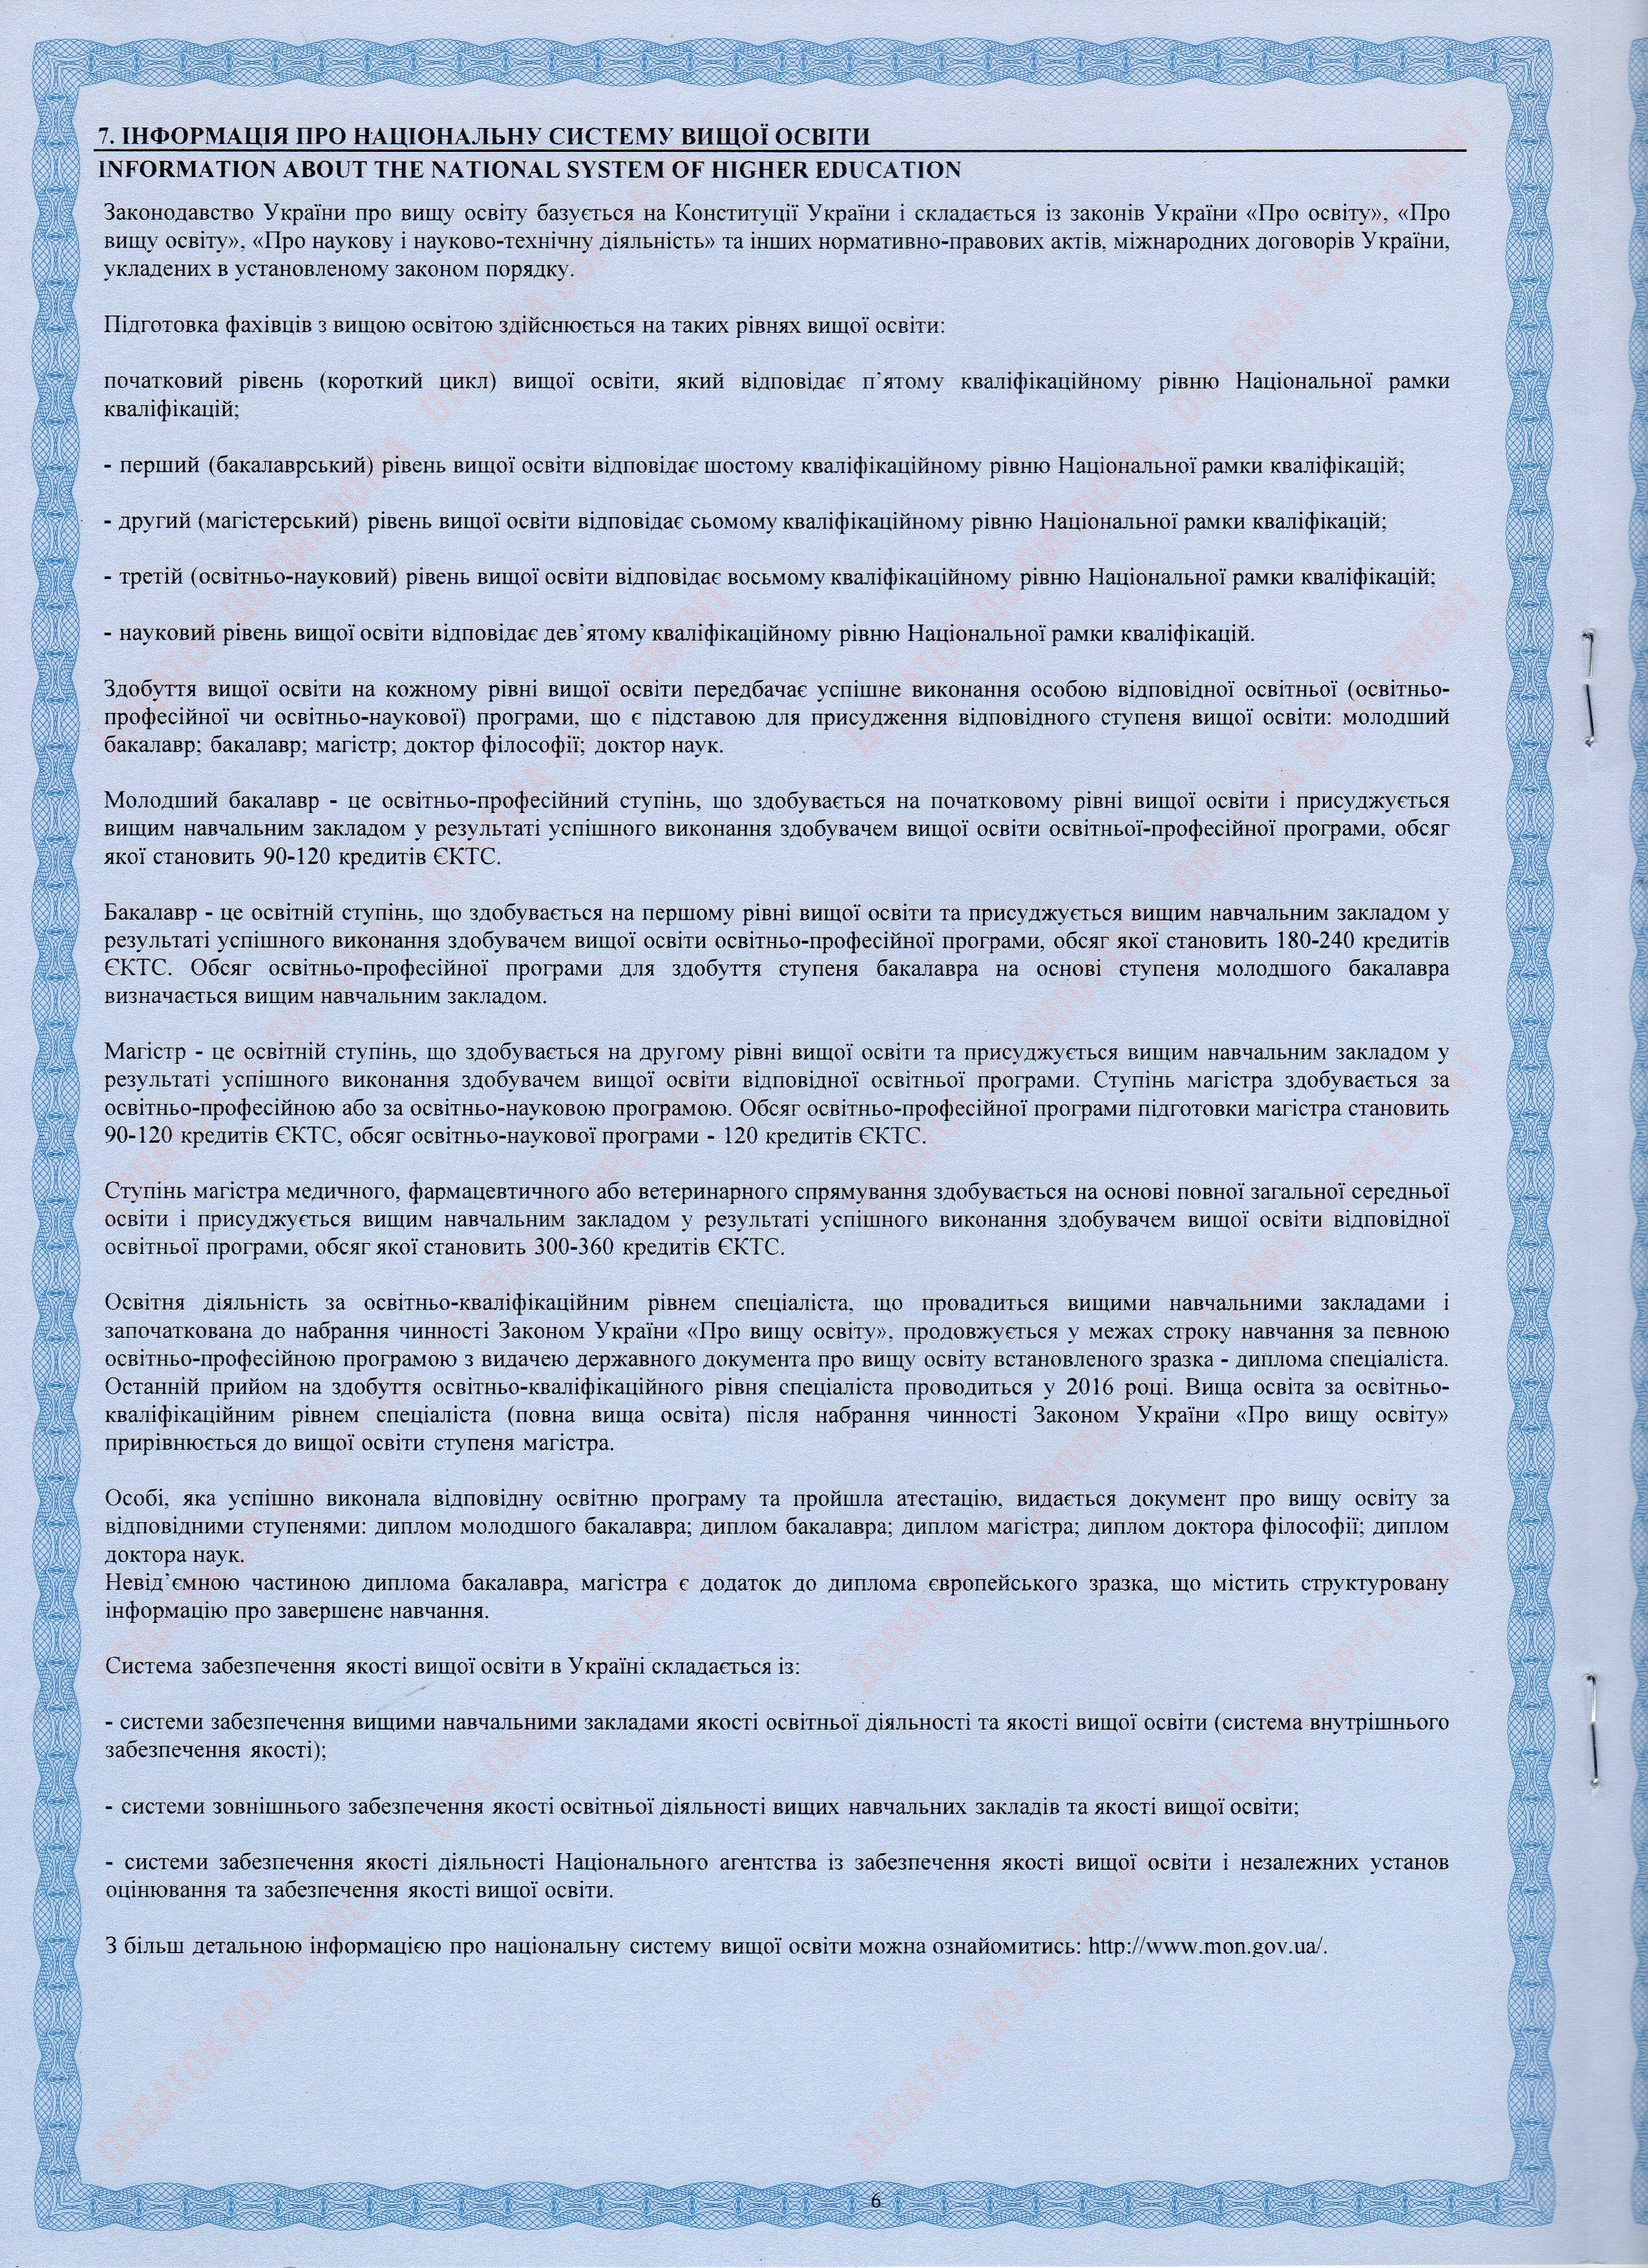 7. ІНФОРМАЦІЯ ПРО НАЦІОНАЛЬНУ СИСТЕМУ ВИЩОЇ ОСВІТИ
INFORMATION ABOUT THE NATIONAL SYSTEM OF HIGHER EDUCATION
Законодавство України про вищу освіту базується на Конституції України і складається із законів України «Про освіту», «Про
вищу освіту», «Про наукову і науково-технічну діяльність» та інших нормативно-правових актів, міжнародних договорів України,
укладених в установленому законом порядку.
Підготовка фахівців з вищою освітою здійснюється на таких рівнях вищої освіти:
початковий рівень (короткий цикл) вищої освіти, який відповідає п’ятому кваліфікаційному рівню Національної рамки
кваліфікацій;
- перший (бакалаврський) рівень вищої освіти відповідає шостому кваліфікаційному рівню Національної рамки кваліфікацій;
- другий (магістерський) рівень вищої освіти відповідає сьомому кваліфікаційному рівню Національної рамки кваліфікацій;
- третій (освітньо-науковий) рівень вищої освіти відповідає восьмому кваліфікаційному рівню Національної рамки кваліфікацій;
- науковий рівень вищої освіти відповідає дев’ятому кваліфікаційному рівню Національної рамки кваліфікацій.
Здобуття вищої освіти на кожному рівні вищої освіти передбачає успішне виконання особою відповідної освітньої (освітньо-
професійної чи освітньо-наукової) програми, що є підставою для присудження відповідного ступеня вищої освіти: молодший
бакалавр; бакалавр; магістр; доктор філософії; доктор наук.
Молодший бакалавр - це освітньо-професійний ступінь, що здобувається на початковому рівні вищої освіти і присуджується
вищим навчальним закладом у результаті успішного виконання здобувачем вищої освіти освітньої-професійної програми, обсяг
якої становить 90-120 кредитів ЄКТС.
Бакалавр - це освітній ступінь, що здобувається на першому рівні вищої освіти та присуджується вищим навчальним закладом у
результаті успішного виконання здобувачем вищої освіти освітньо-професійної програми, обсяг якої становить 180-240 кредитів
ЄКТС. Обсяг освітньо-професійної програми для здобуття ступеня бакалавра на основі ступеня молодшого бакалавра
визначається вищим навчальним закладом.
Магістр - це освітній ступінь, що здобувається на другому рівні вищої освіти та присуджується вищим навчальним закладом у
результаті успішного виконання здобувачем вищої освіти відповідної освітньої програми. Ступінь магістра здобувається за
освітньо-професійною або за освітньо-науковою програмою. Обсяг освітньо-професійної програми підготовки магістра становить
90-120 кредитів ЄКТС, обсяг освітньо-наукової програми - 120 кредитів ЄКТС.
Ступінь магістра медичного, фармацевтичного або ветеринарного спрямування здобувається на основі повної загальної середньої
освіти і присуджується вищим навчальним закладом у результаті успішного виконання здобувачем вищої освіти відповідної
освітньої програми, обсяг якої становить 300-360 кредитів ЄКТС.
Освітня діяльність за освітньо-кваліфікаційним рівнем спеціаліста, що провадиться вищими навчальними закладами і
започаткована до набрання чинності Законом України «Про вищу освіту», продовжується у межах строку навчання за певною
освітньо-професійною програмою з видачею державного документа про вищу освіту встановленого зразка - диплома спеціаліста.
Останній прийом на здобуття освітньо-кваліфікаційного рівня спеціаліста проводиться у 2016 році. Вища освіта за освітньо-
кваліфікаційним рівнем спеціаліста (повна вища освіта) після набрання чинності Законом України «Про вищу освіту»
прирівнюється до вищої освіти ступеня магістра.
Особі, яка успішно виконала відповідну освітню програму та пройшла атестацію, видається документ про вищу освіту за
відповідними ступенями: диплом молодшого бакалавра; диплом бакалавра; диплом магістра; диплом доктора філософії; диплом
доктора наук.
Невід’ємною частиною диплома бакалавра, магістра є додаток до диплома європейського зразка, що містить структуровану
інформацію про завершене навчання.
Система забезпечення якості вищої освіти в Україні складається із:
- системи забезпечення вищими навчальними закладами якості освітньої діяльності та якості вищої освіти (система внутрішнього
забезпечення якості);
- системи зовнішнього забезпечення якості освітньої діяльності вищих навчальних закладів та якості вищої освіти;
- системи забезпечення якості діяльності Національного агентства із забезпечення якості вищої освіти і незалежних установ
оцінювання та забезпечення якості вищої освіти.
З більш детальною інформацією про національну систему вищої освіти можна ознайомитись: http://www.mon.gov.ua/.
6